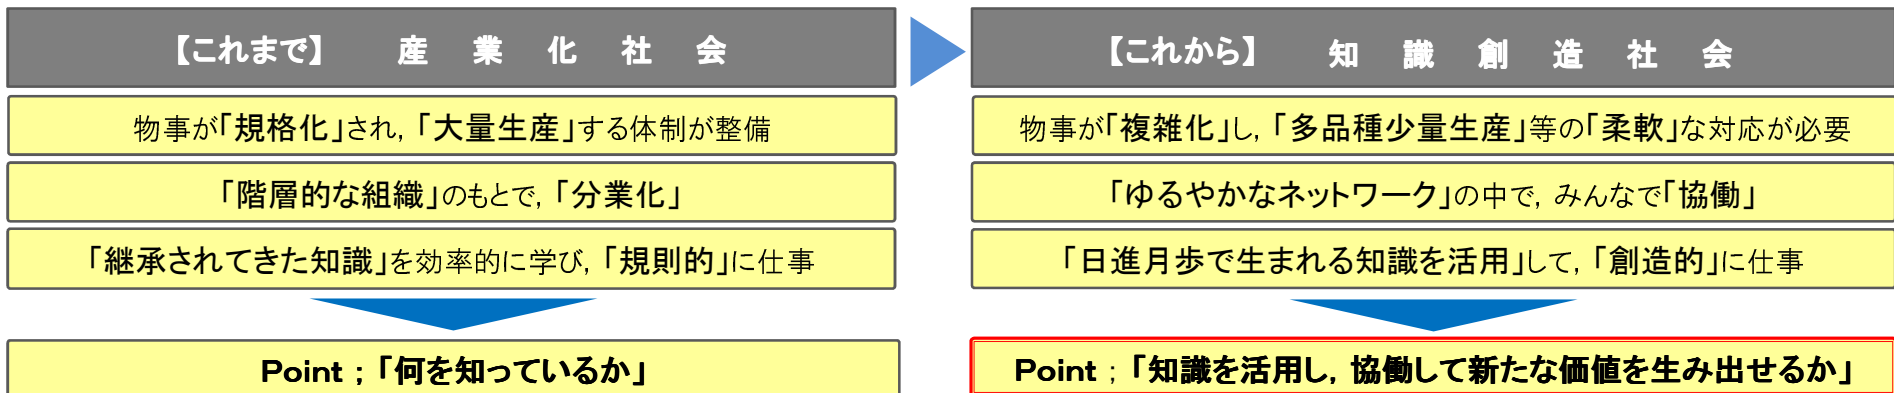 【これまで】 産 業 化 社 会
物事が「規格化」され，「大量生産」する体制が整備
「階層的な組織」のもとで，「分業化」
「継承されてきた知識」を効率的に学び，「規則的」に仕事
Point；「何を知っているか」
【これから】 知 識 創 造 社 会
物事が「複雑化」し，「多品種少量生産」等の「柔軟」な対応が必要
「ゆるやかなネットワーク」の中で，みんなで「協働」
「日進月歩で生まれる知識を活用」して，「創造的」に仕事
Point；「知識を活用し，協働して新たな価値を生み出せるか」